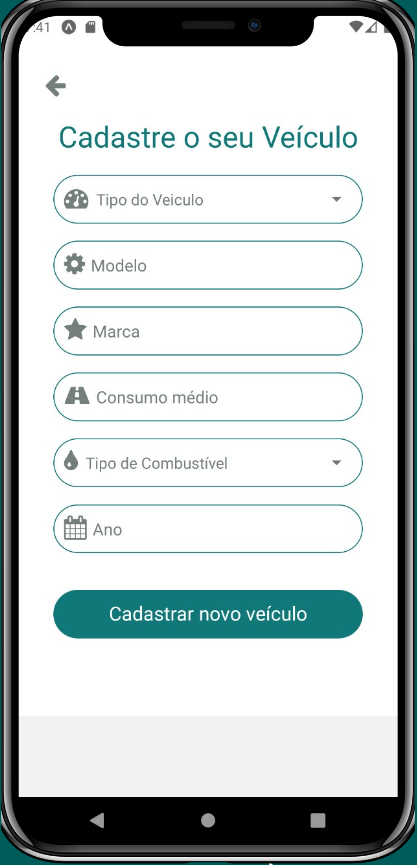 :41
Cadastre o seu Veículo
Tipo do Veiculo
Modelo
Marca
Consumo médio
Tipo de Combustível
Ano
Cadastrar novo veículo